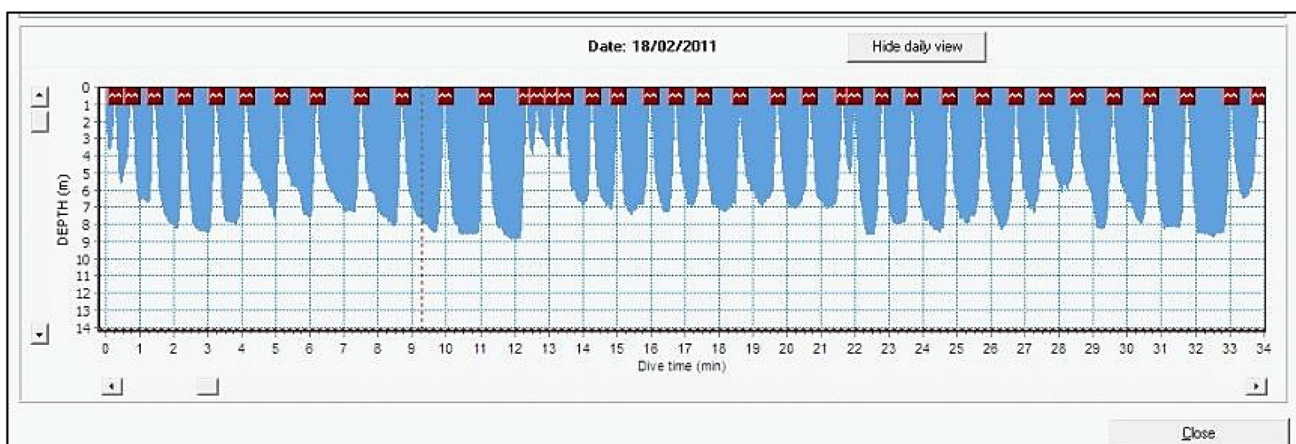 Date: 18/02/2011
Hide daily view
DEPTH (m)
0
1
2
3
4
5
6
7
8
9
10
11
12
13
14
0 1 2 3 4 5 6 7 8 9 10 11 12 13 14 15 16 17 18 19 20 21 22 23 24 25 26 27 28 29 30 31 32 33 34
Dive time (min)
Close